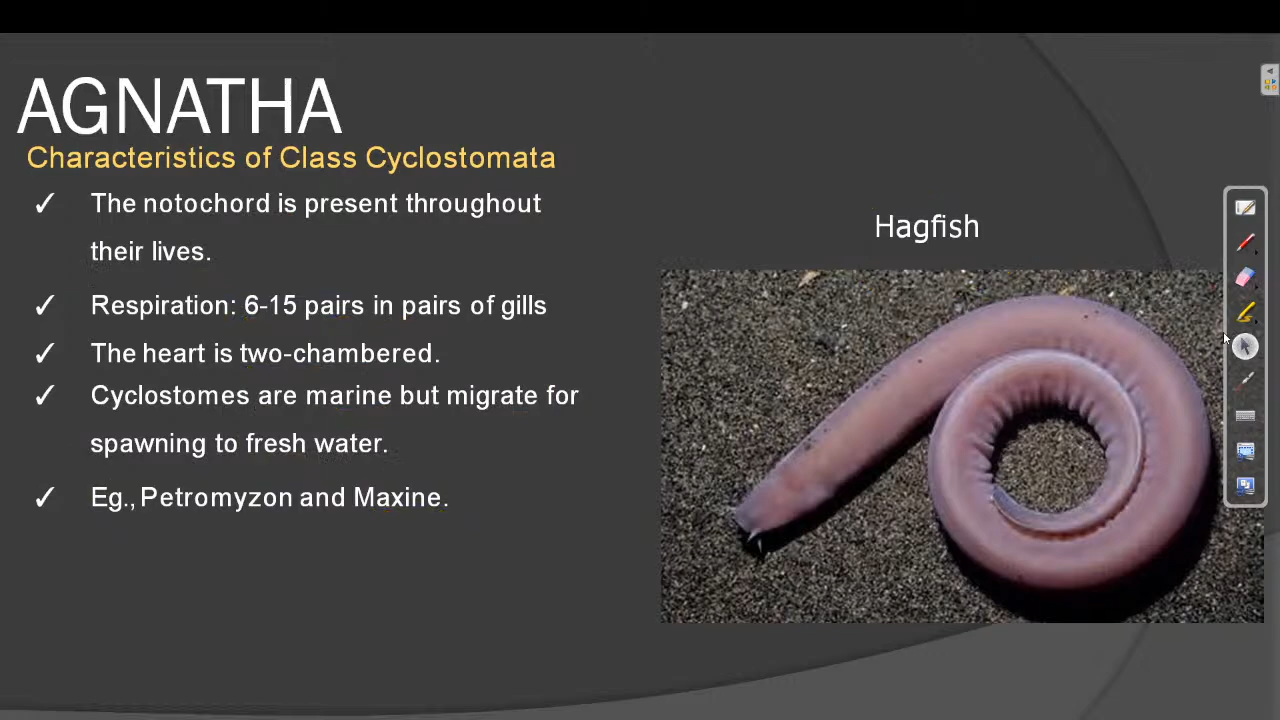 AGNATHA
Characteristics of Class Cyclostomata
✓ The notochord is present throughout
their lives.
✓ Respiration: 6-15 pairs in pairs of gills
✓ The heart is two-chambered.
✓ Cyclostomes are marine but migrate for
spawning to fresh water.
✓ Eg., Petromyzon and Maxine.
Hagfish